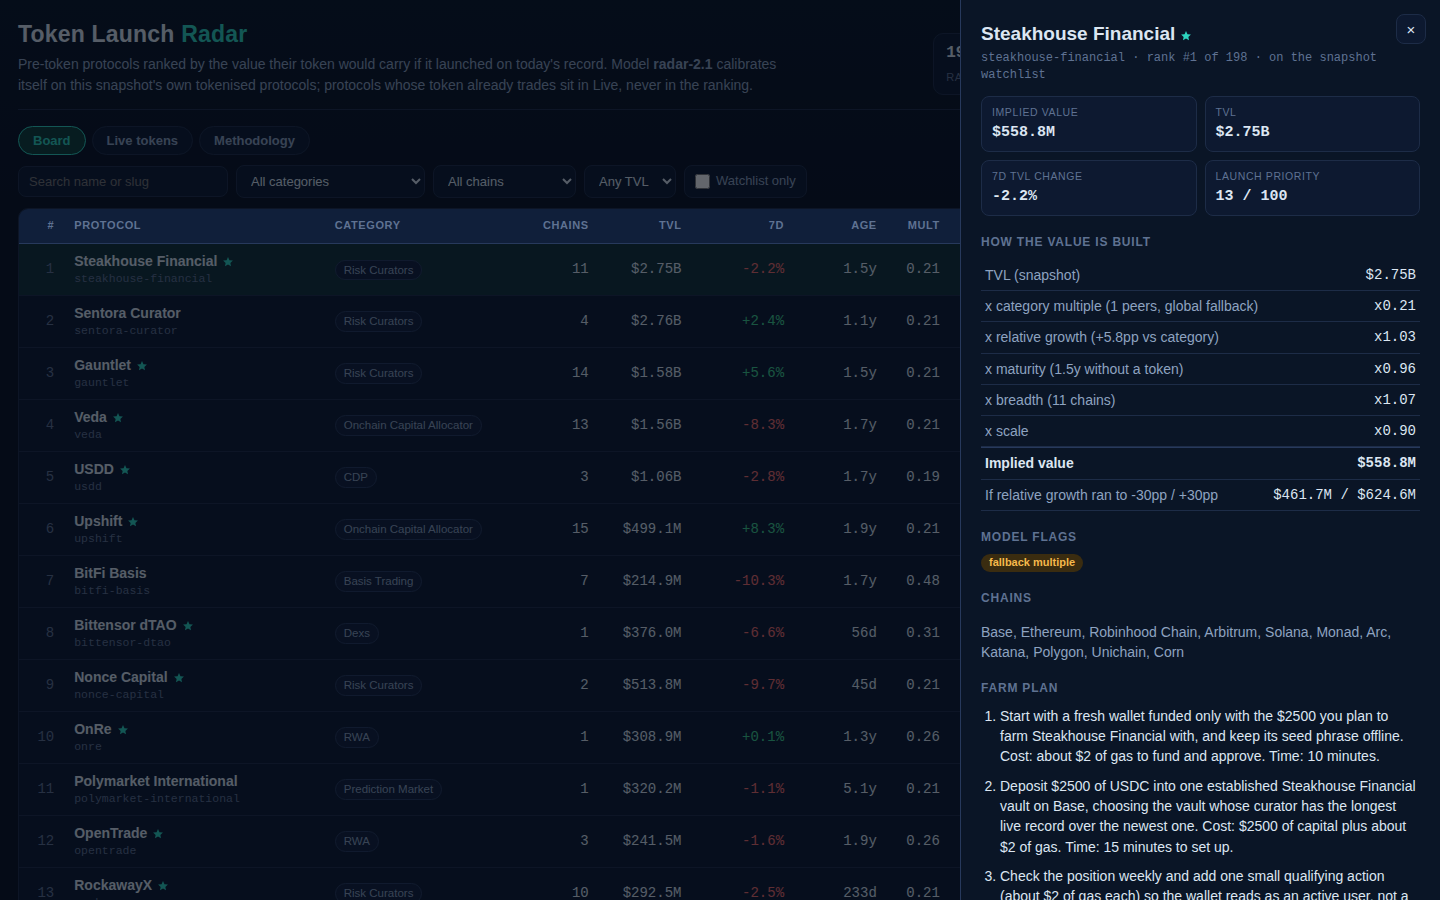 Token Launch Radar
Pre-token protocols ranked by the value their token would carry if it launched on today's record. Model radar-2.1 calibrates
itself on this snapshot's own tokenised protocols; protocols whose token already trades sit in Live, never in the ranking.
Board
Live tokens
Methodology
Search name or slug
All categories
All chains
Any TVL
Watchlist only
# PROTOCOL CATEGORY CHAINS TVL 7D AGE MULT
1 Steakhouse Financial ★ Risk Curators 11 $2.75B -2.2% 1.5y 0.21
steakhouse-financial
2 Sentora Curator Risk Curators 4 $2.76B +2.4% 1.1y 0.21
sentora-curator
3 Gauntlet ★ Risk Curators 14 $1.58B +5.6% 1.5y 0.21
gauntlet
4 Veda ★ Onchain Capital Allocator 13 $1.56B -8.3% 1.7y 0.21
veda
5 USDD ★ CDP 3 $1.06B -2.8% 1.7y 0.19
usdd
6 Upshift ★ Onchain Capital Allocator 15 $499.1M +8.3% 1.9y 0.21
upshift
7 BitFi Basis Basis Trading 7 $214.9M -10.3% 1.7y 0.48
bitfi-basis
8 Bittensor dTAO ★ Dexs 1 $376.0M -6.6% 56d 0.31
bittensor-dtao
9 Nonce Capital ★ Risk Curators 2 $513.8M -9.7% 45d 0.21
nonce-capital
10 OnRe ★ RWA 1 $308.9M +0.1% 1.3y 0.26
onre
11 Polymarket International Prediction Market 1 $320.2M -1.1% 5.1y 0.21
polymarket-international
12 OpenTrade ★ RWA 3 $241.5M -1.6% 1.9y 0.26
opentrade
13 RockawayX ★ Risk Curators 10 $292.5M -2.5% 233d 0.21
Steakhouse Financial ★
×
steakhouse-financial · rank #1 of 198 · on the snapshot
watchlist
IMPLIED VALUE
$558.8M
TVL
$2.75B
7D TVL CHANGE
-2.2%
LAUNCH PRIORITY
13 / 100
HOW THE VALUE IS BUILT
TVL (snapshot) $2.75B
x category multiple (1 peers, global fallback) x0.21
x relative growth (+5.8pp vs category) x1.03
x maturity (1.5y without a token) x0.96
x breadth (11 chains) x1.07
x scale x0.90
Implied value $558.8M
If relative growth ran to -30pp / +30pp $461.7M / $624.6M
MODEL FLAGS
fallback multiple
CHAINS
Base, Ethereum, Robinhood Chain, Arbitrum, Solana, Monad, Arc,
Katana, Polygon, Unichain, Corn
FARM PLAN
1. Start with a fresh wallet funded only with the $2500 you plan to
farm Steakhouse Financial with, and keep its seed phrase offline.
Cost: about $2 of gas to fund and approve. Time: 10 minutes.
2. Deposit $2500 of USDC into one established Steakhouse Financial
vault on Base, choosing the vault whose curator has the longest
live record over the newest one. Cost: $2500 of capital plus about
$2 of gas. Time: 15 minutes to set up.
3. Check the position weekly and add one small qualifying action
(about $2 of gas each) so the wallet reads as an active user, not a